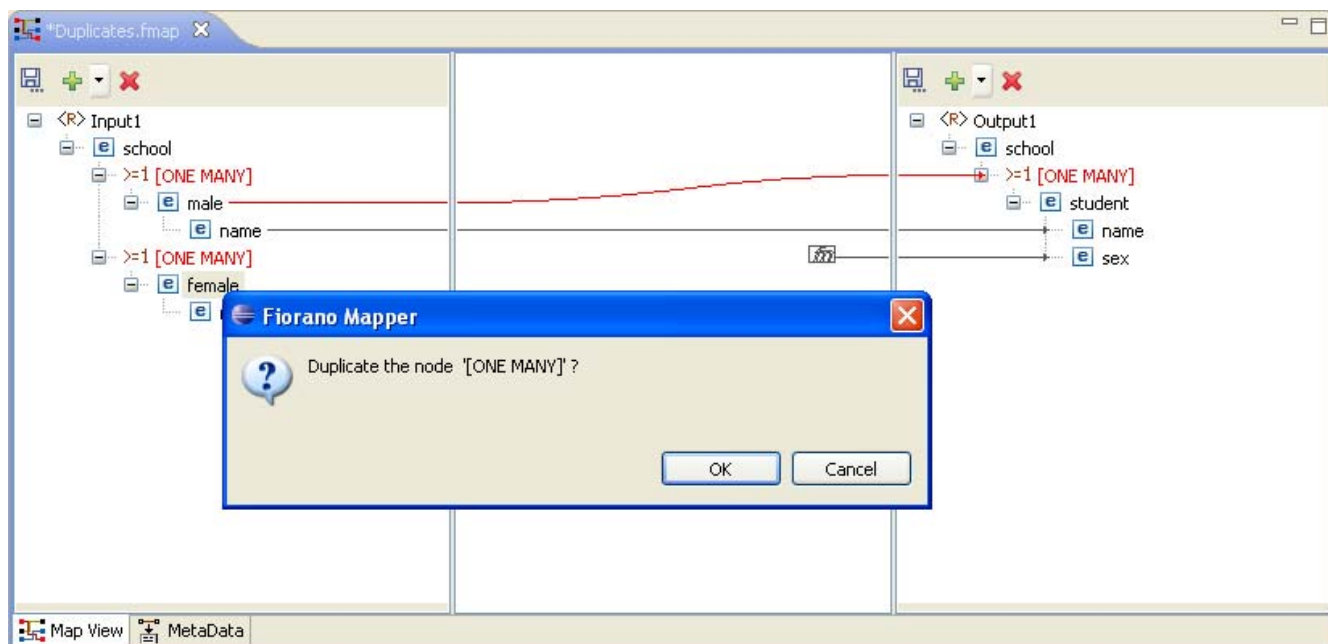 *Duplicates.fmap
<R> Input1
e school
>=1 [ONE MANY]
e male
e name
>=1 [ONE MANY]
e female
e
<R> Output1
e school
>=1 [ONE MANY]
e student
e name
e sex
fn
Fiorano Mapper
Duplicate the node '[ONE MANY]' ?
OK
Cancel
Map View
MetaData